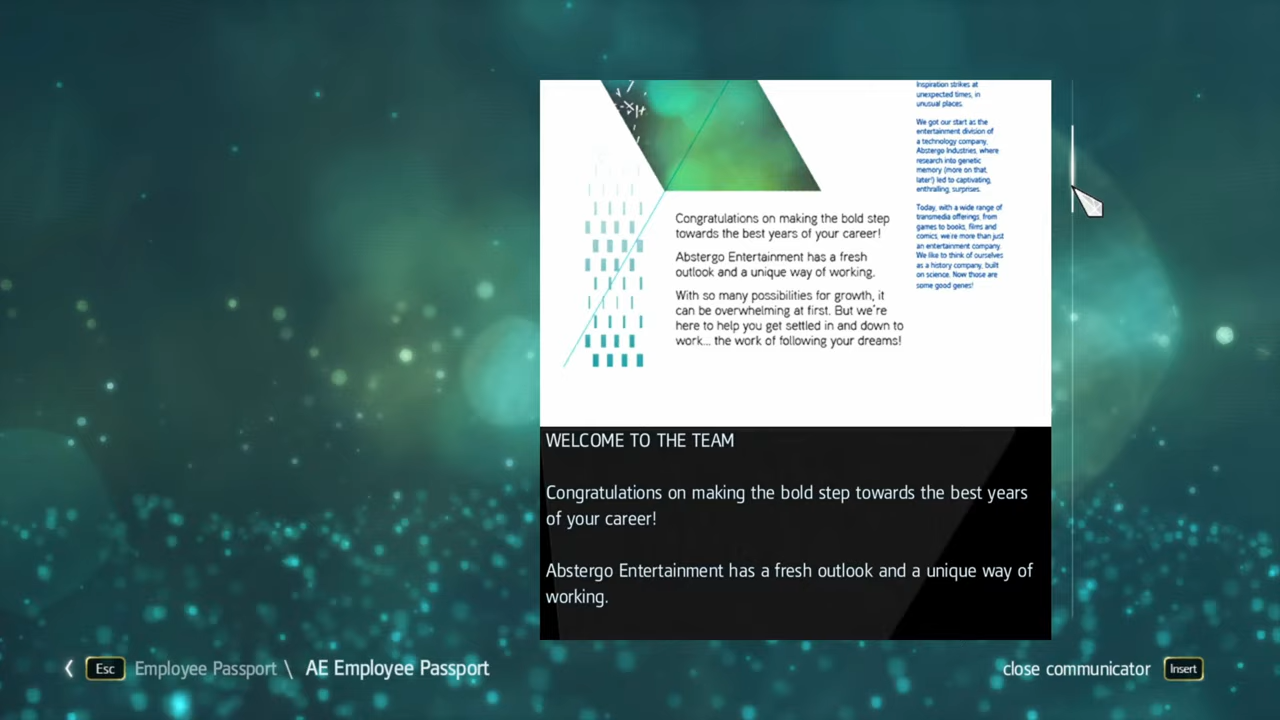 Congratulations on making the bold step
towards the best years of your career!
Abstergo Entertainment has a fresh
outlook and a unique way of working.
With so many possibilities for growth, it
can be overwhelming at first. But we're
here to help you get settled in and down to
work... the work of following your dreams!
Inspiration strikes at
unexpected times, in
unusual places.
We got our start as the
entertainment division of
a technology company,
Abstergo Industries, where
research into genetic
memory (more on that,
later!) led to captivating,
enthralling, surprises.
Today, with a wide range of
transmedia offerings, from
games to books, films and
comics, we're more than just
an entertainment company.
We like to think of ourselves
as a history company, built
on science. Now those are
some good genes!
WELCOME TO THE TEAM
Congratulations on making the bold step towards the best years
of your career!
Abstergo Entertainment has a fresh outlook and a unique way of
working.
Esc Employee Passport \ AE Employee Passport
close communicator Insert